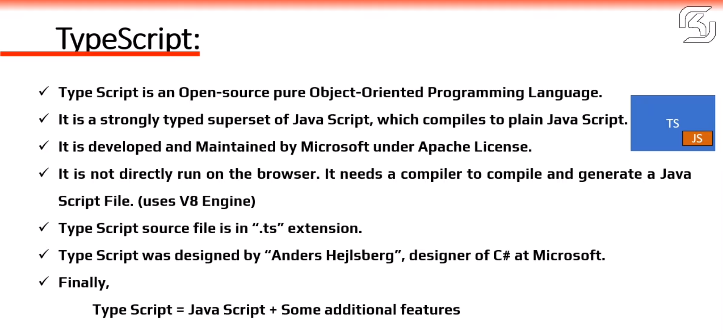 TypeScript:
Type Script is an Open-source pure Object-Oriented Programming Language.
It is a strongly typed superset of Java Script, which compiles to plain Java Script.
TS
JS
It is developed and Maintained by Microsoft under Apache License.
It is not directly run on the browser. It needs a compiler to compile and generate a Java
Script File. (uses V8 Engine)
Type Script source file is in “.ts” extension.
Type Script was designed by “Anders Hejlsberg”, designer of C# at Microsoft.
Finally,
Type Script = Java Script + Some additional features